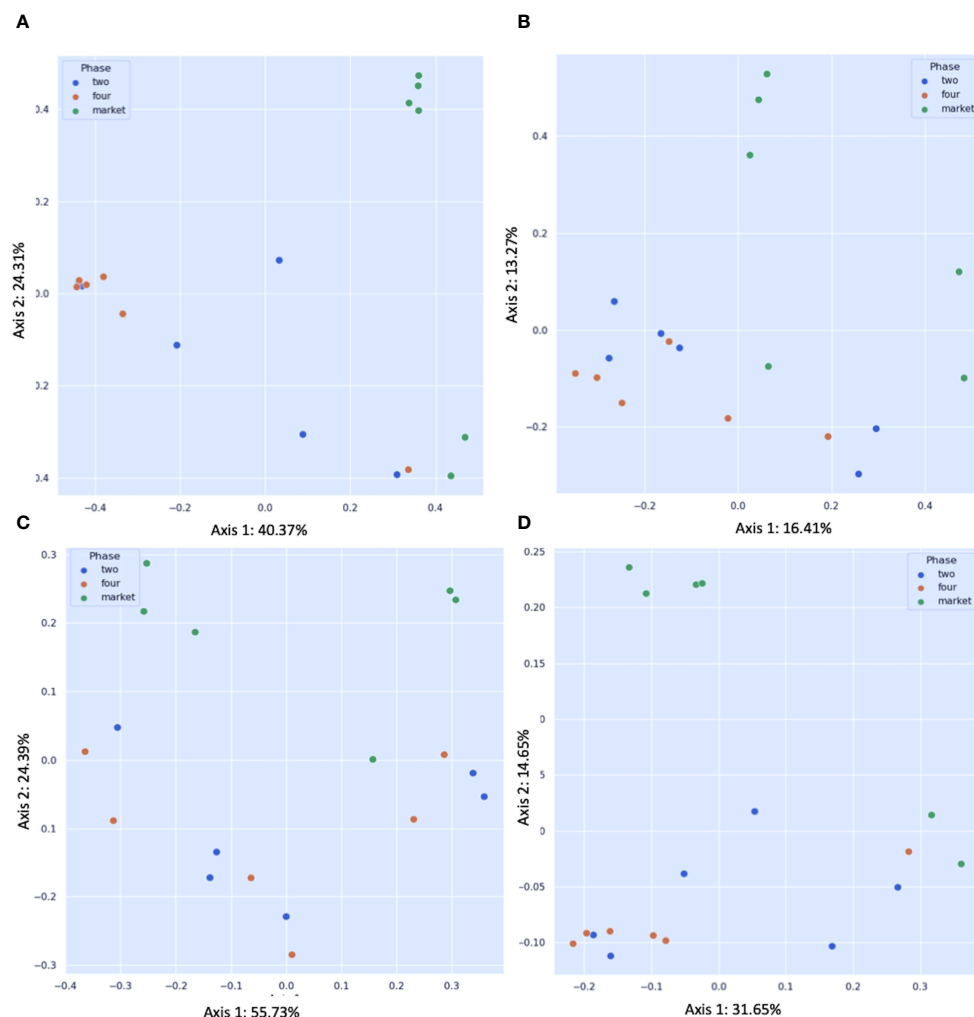 A
Phase
two
four
market
0.4
0.2
0.0
0.2
0.4
−0.4
−0.2
0.0
0.2
0.4
Axis 2: 24.31%
Axis 1: 40.37%
B
Phase
two
four
market
0.4
0.2
0.0
−0.2
−0.2
0.0
0.2
0.4
Axis 2: 13.27%
Axis 1: 16.41%
C
Phase
two
four
market
0.3
0.2
0.1
0.0
0.1
−0.2
−0.3
−0.4
−0.3
−0.2
−0.1
0.0
0.1
0.2
0.3
Axis 2: 24.39%
Axis 1: 55.73%
D
Phase
two
four
market
0.25
0.20
0.15
0
5
0
−0.05
−0.10
−0.2
−0.1
0.0
0.1
0.2
0.3
Axis 2: 14.65%
Axis 1: 31.65%